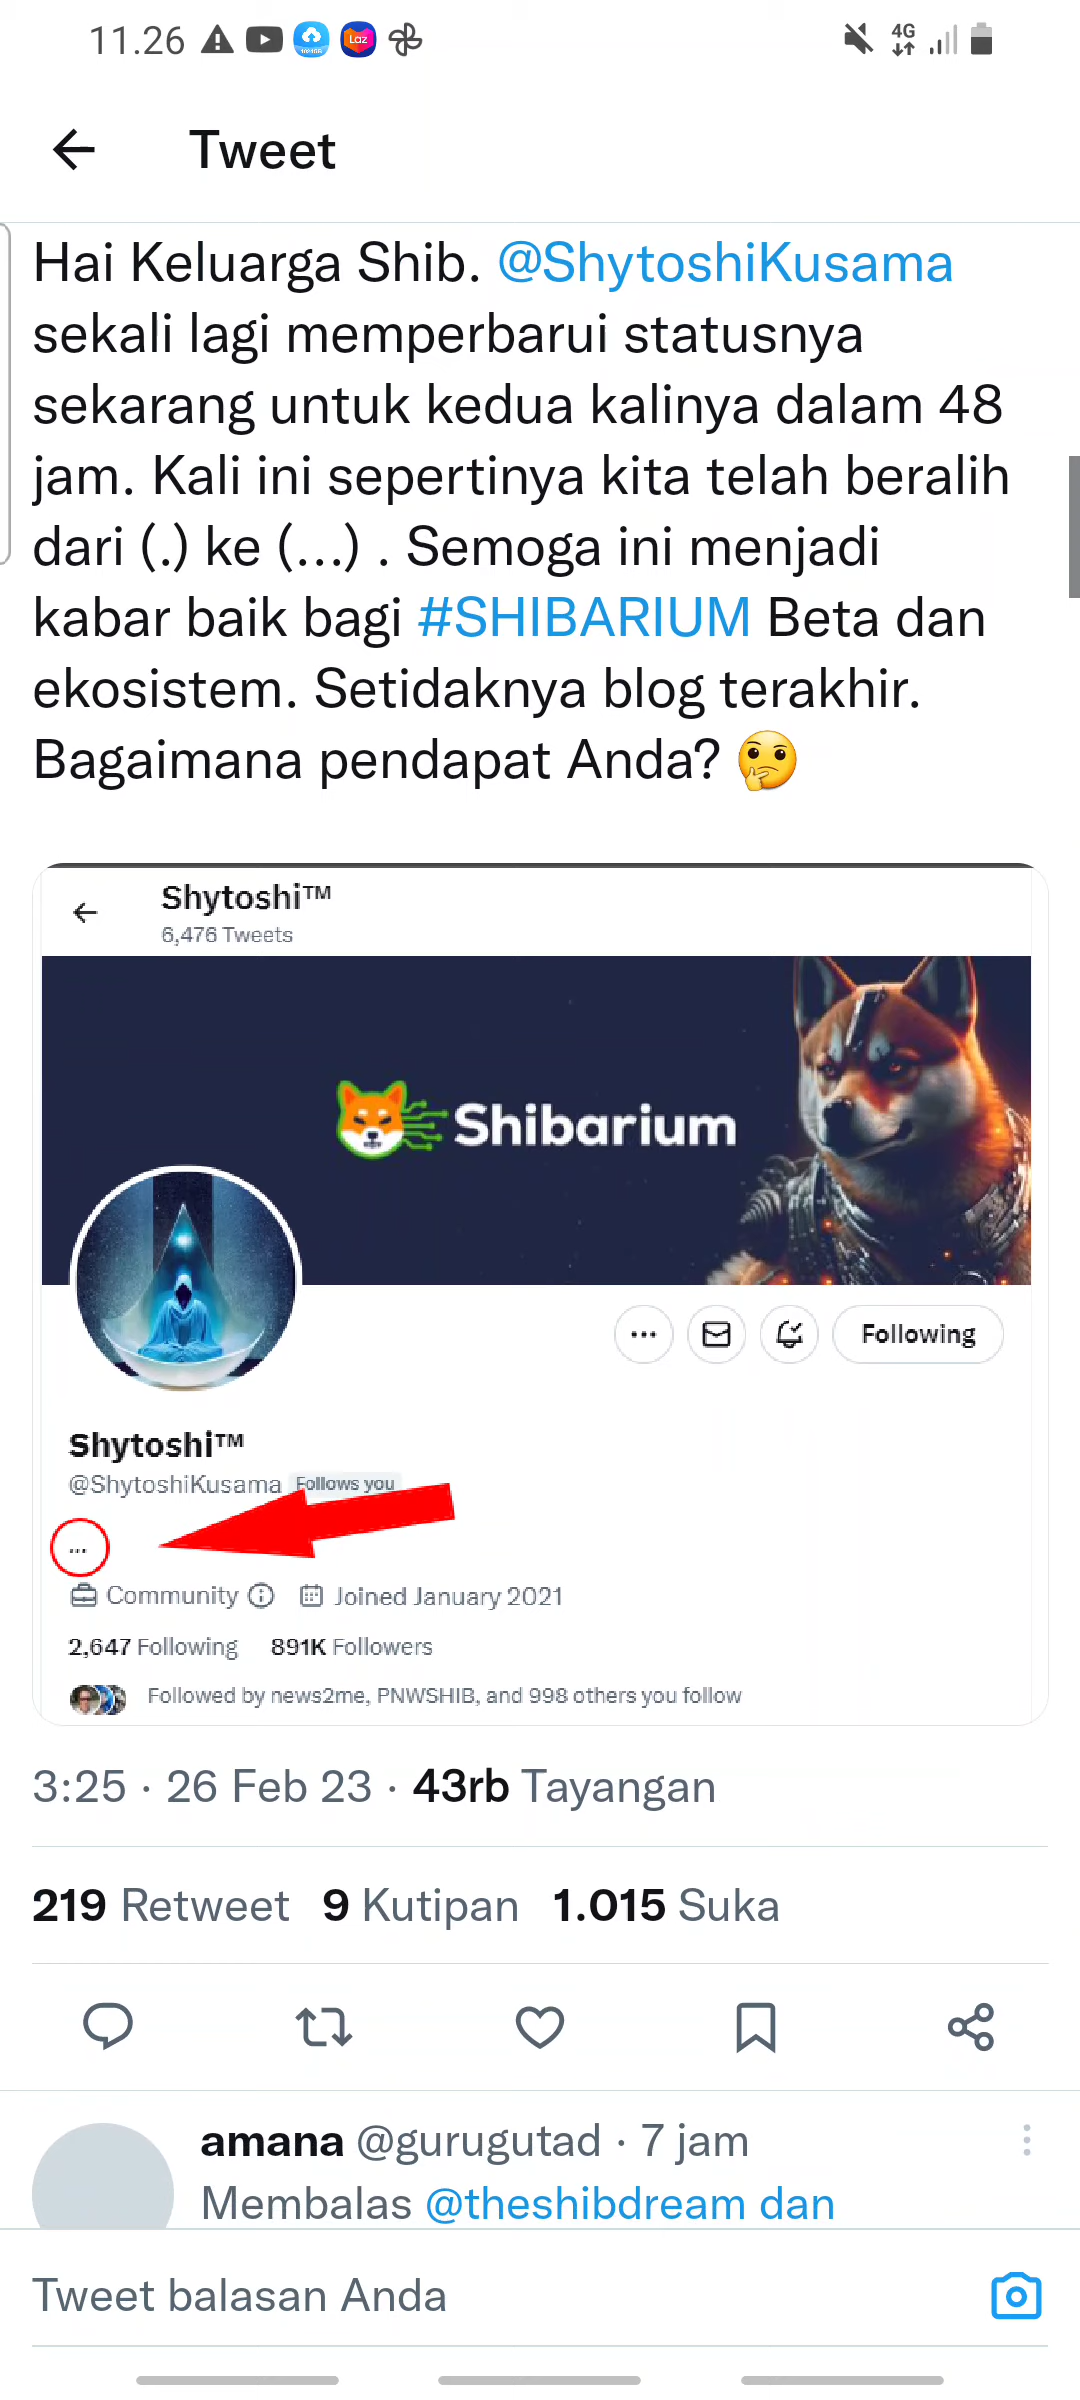 11.26
Laz
4G
Tweet
Hai Keluarga Shib. @ShytoshiKusama
sekali lagi memperbarui statusnya
sekarang untuk kedua kalinya dalam 48
jam. Kali ini sepertinya kita telah beralih
dari (.) ke (...) . Semoga ini menjadi
kabar baik bagi #SHIBARIUM Beta dan
ekosistem. Setidaknya blog terakhir.
Bagaimana pendapat Anda? 🤔
Shytoshi™
6,476 Tweets
Shibarium
Following
Shytoshi™
@ShytoshiKusama Follows you
...
Community Joined January 2021
2,647 Following 891K Followers
Followed by news2me, PNWSHIB, and 998 others you follow
3:25 · 26 Feb 23 · 43rb Tayangan
219 Retweet 9 Kutipan 1.015 Suka
amana @gurugutad · 7 jam
Membalas @theshibdream dan
Tweet balasan Anda